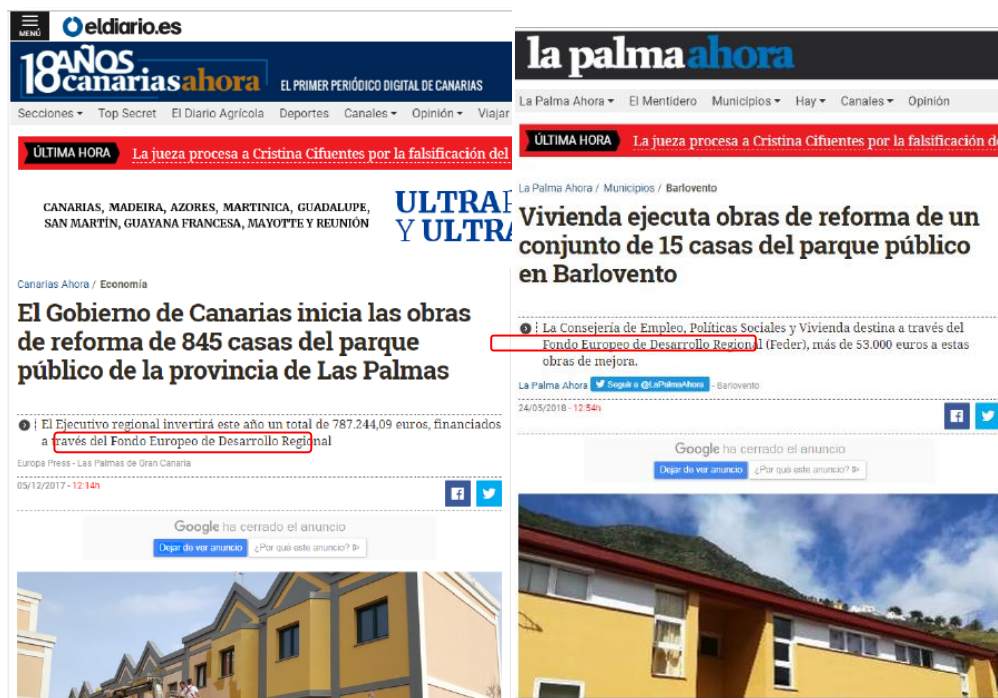 MENÚ
eldiario.es
18 AÑOS
canariasahora
EL PRIMER PERIÓDICO DIGITAL DE CANARIAS
Secciones Top Secret El Diario Agrícola Deportes Canales Opinión Viajar
ÚLTIMA HORA La jueza procesa a Cristina Cifuentes por la falsificación del
CANARIAS, MADEIRA, AZORES, MARTINICA, GUADALUPE,
SAN MARTÍN, GUAYANA FRANCESA, MAYOTTE Y REUNIÓN
Y ULTRA
Canarias Ahora / Economía
El Gobierno de Canarias inicia las obras
de reforma de 845 casas del parque
público de la provincia de Las Palmas
El Ejecutivo regional invertirá este año un total de 787.244,09 euros, financiados
a través del Fondo Europeo de Desarrollo Regional
Europa Press - Las Palmas de Gran Canaria
05/12/2017 - 12:14h
Google ha cerrado el anuncio
Dejar de ver anuncio ¿Por qué este anuncio?
la palma ahora
La Palma Ahora El Mentidero Municipios Hay Canales Opinión
ÚLTIMA HORA La jueza procesa a Cristina Cifuentes por la falsificación de
La Palma Ahora / Municipios / Barlovento
Vivienda ejecuta obras de reforma de un
conjunto de 15 casas del parque público
en Barlovento
La Consejería de Empleo, Políticas Sociales y Vivienda destina a través del
Fondo Europeo de Desarrollo Regional (Feder), más de 53.000 euros a estas
obras de mejora.
La Palma Ahora Seguir a @LaPalmaAhora - Barlovento
24/05/2018 - 12:54h
Google ha cerrado el anuncio
Dejar de ver anuncio ¿Por qué este anuncio?